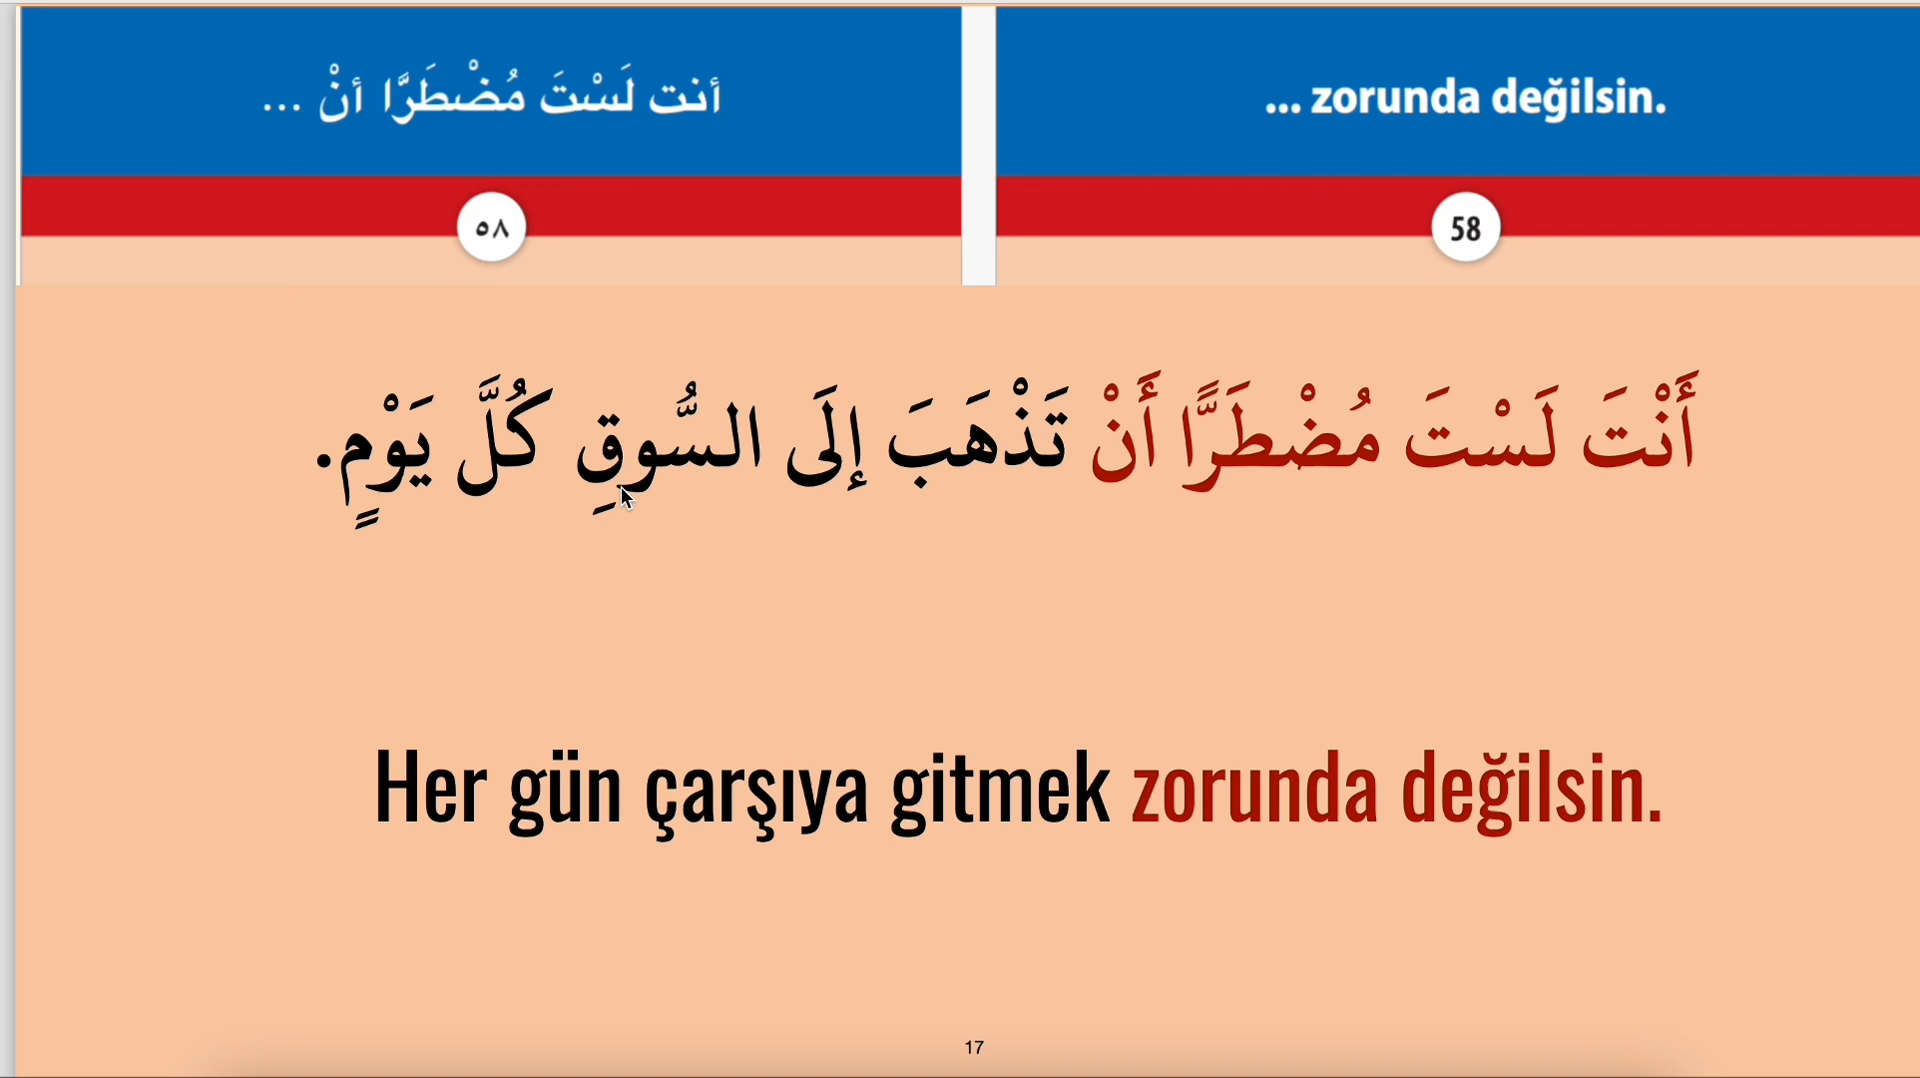 أنت لَسْتَ مُضْطَرًّا أنْ ...
... zorunda değilsin.
٥٨
58
أَنْتَ لَسْتَ مُضْطَرًّا أَنْ تَذْهَبَ إِلَى السُّوقِ كُلَّ يَوْمٍ.
Her gün çarşıya gitmek zorunda değilsin.
17